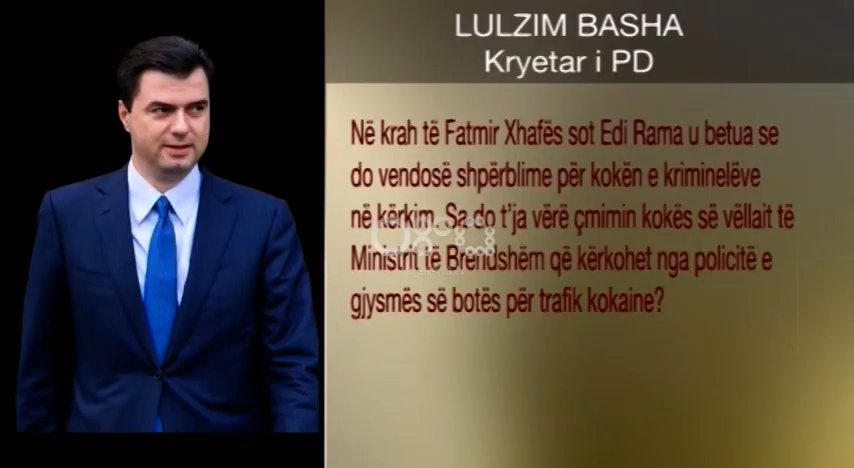 LULZIM BASHA
Kryetar i PD
Në krah të Fatmir Xhafës sot Edi Rama u betua se
do vendosë shpërblime për kokën e kriminelëve
në kërkim. Sa do t'ja vërë çmimin kokës së vëllait të
Ministrit të Brendshëm që kërkohet nga policitë e
gjysmës së botës për trafik kokaine?